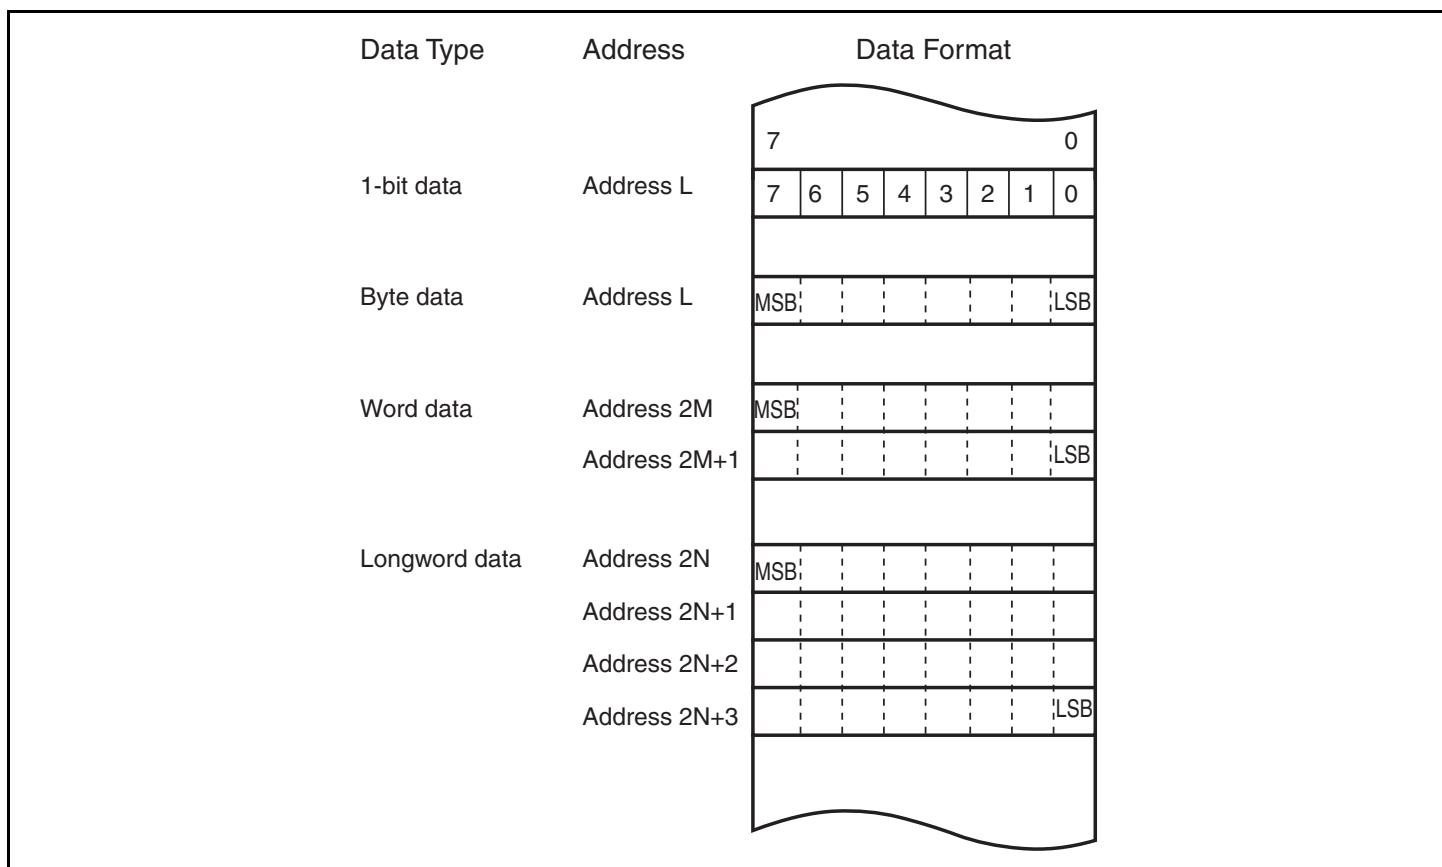 Data Type Address Data Format
7 0
1-bit data Address L 7 6 5 4 3 2 1 0
Byte data Address L MSB LSB
Word data Address 2M MSB
Address 2M+1 LSB
Longword data Address 2N MSB
Address 2N+1
Address 2N+2
Address 2N+3 LSB